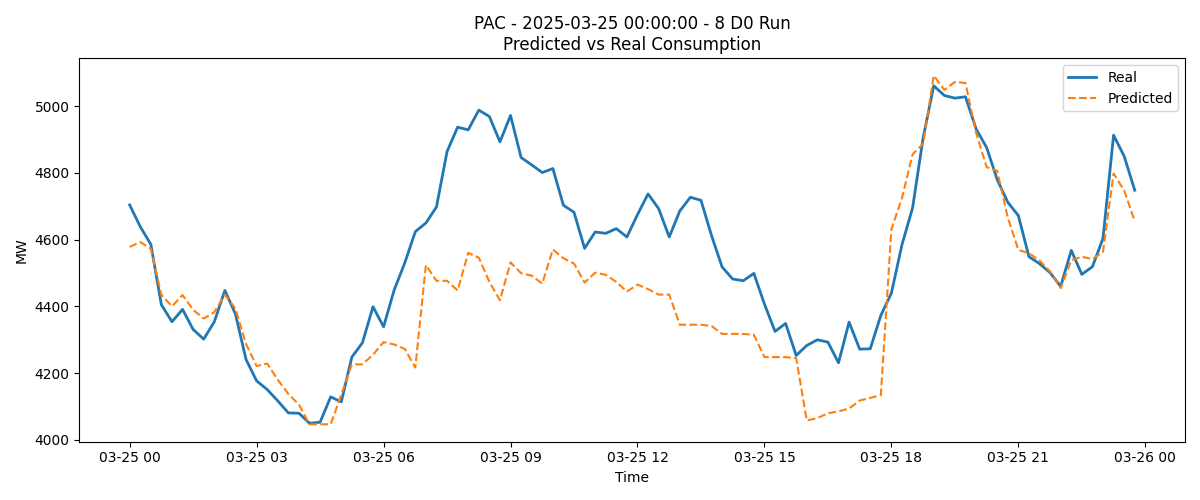 PAC - 2025-03-25 00:00:00 - 8 D0 Run
Predicted vs Real Consumption
Real
Predicted
MW
5000
4800
4600
4400
4200
4000
03-25 00
03-25 03
03-25 06
03-25 09
03-25 12
03-25 15
03-25 18
03-25 21
03-26 00
Time